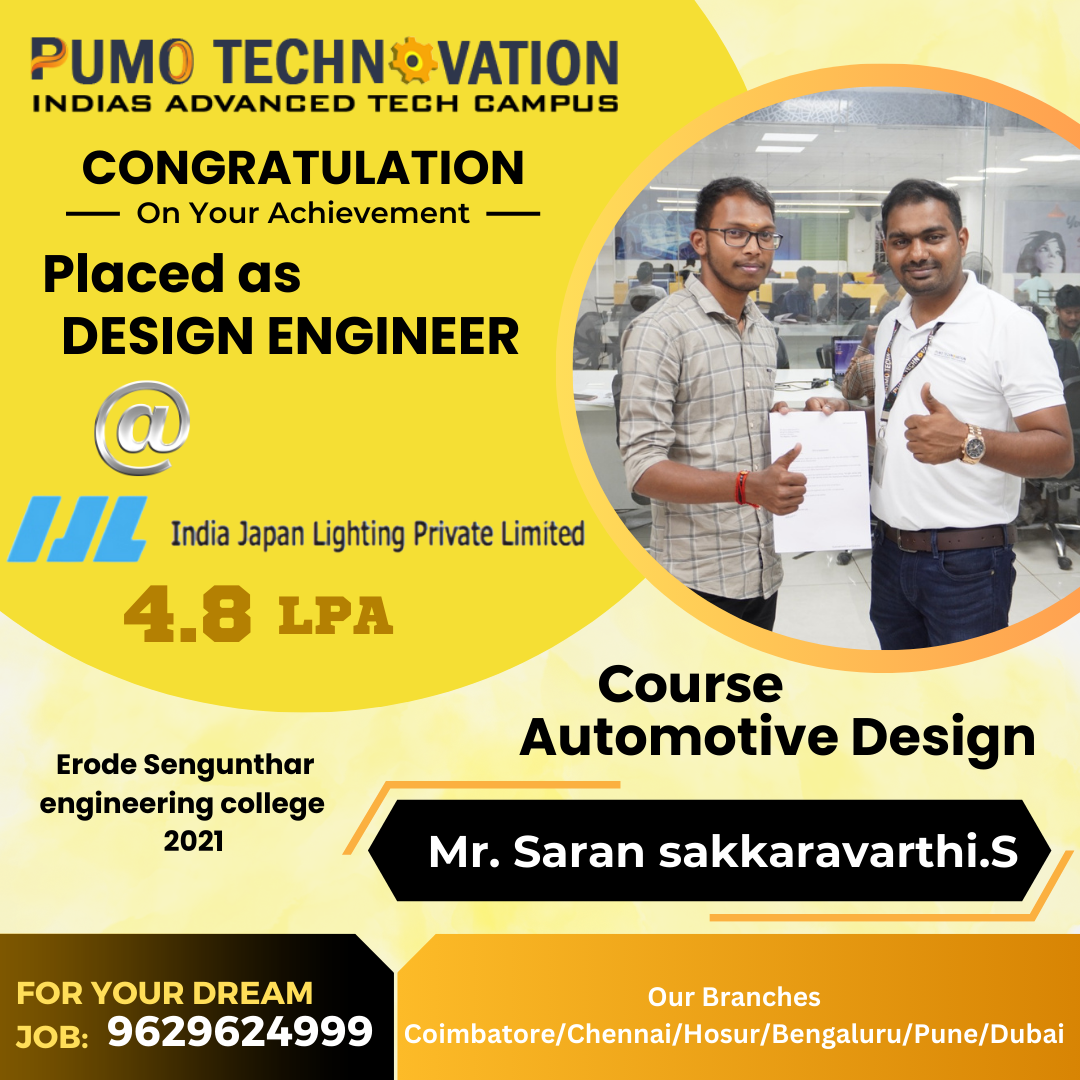 PUMO TECHNOVATION
INDIAS ADVANCED TECH CAMPUS
CONGRATULATION
On Your Achievement
Placed as
DESIGN ENGINEER
@
IJL India Japan Lighting Private Limited
4.8 LPA
Course
Automotive Design
Erode Sengunthar
engineering college
2021
Mr. Saran sakkaravarthi.S
FOR YOUR DREAM
JOB: 9629624999
Our Branches
Coimbatore/Chennai/Hosur/Bengaluru/Pune/Dubai